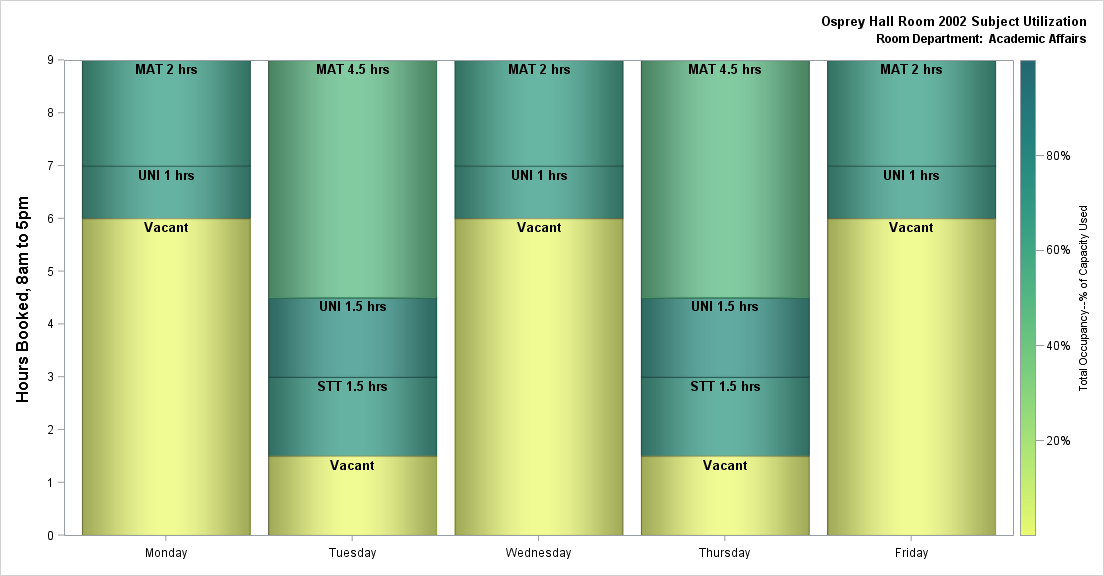 Osprey Hall Room 2002 Subject Utilization
Room Department: Academic Affairs
Hours Booked, 8am to 5pm
9
8
7
6
5
4
3
2
1
0
MAT 2 hrs
UNI 1 hrs
Vacant
MAT 4.5 hrs
UNI 1.5 hrs
STT 1.5 hrs
Vacant
MAT 2 hrs
UNI 1 hrs
Vacant
MAT 4.5 hrs
UNI 1.5 hrs
STT 1.5 hrs
Vacant
MAT 2 hrs
UNI 1 hrs
Vacant
Monday
Tuesday
Wednesday
Thursday
Friday
80%
60%
40%
20%
Total Occupancy--% of Capacity Used